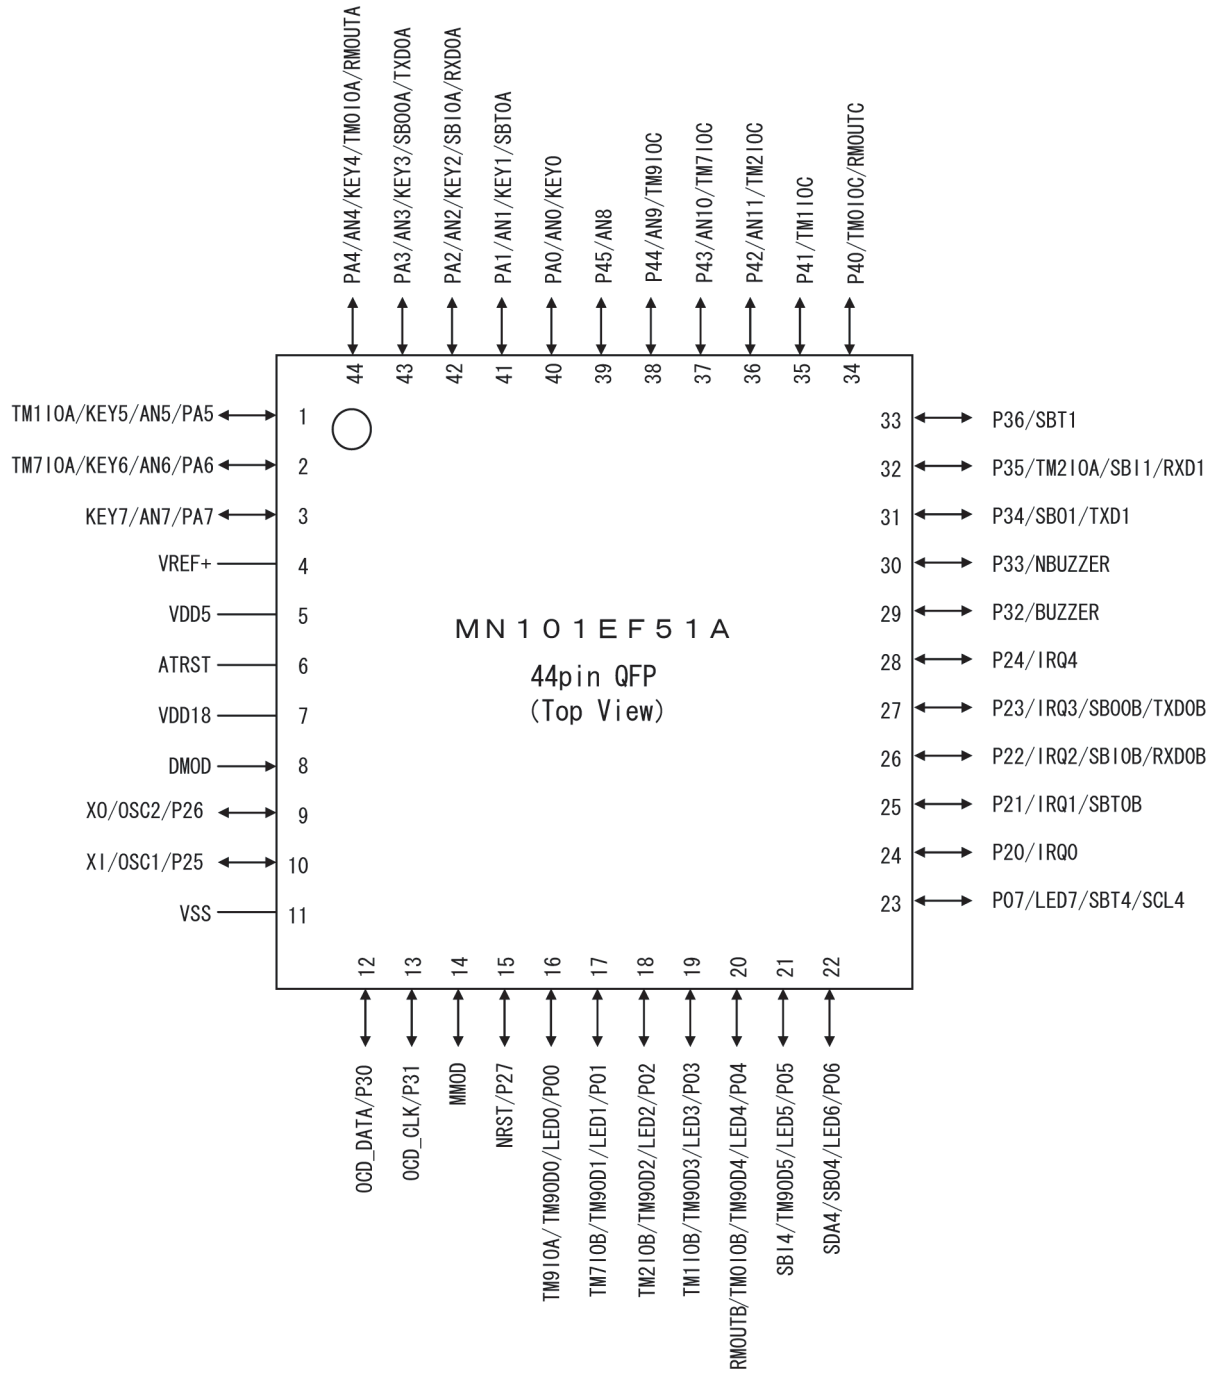 PA4/AN4/KEY4/TM0IOA/RMOUTA
PA3/AN3/KEY3/SBO0A/TXD0A
PA2/AN2/KEY2/SBI0A/RXD0A
PA1/AN1/KEY1/SBT0A
PA0/AN0/KEY0
P45/AN8
P44/AN9/TM9IOC
P43/AN10/TM7IOC
P42/AN11/TM2IOC
P41/TM1IOC
P40/TM0IOC/RMOUTC
44 43 42 41 40 39 38 37 36 35 34
TM1IOA/KEY5/AN5/PA5 1
TM7IOA/KEY6/AN6/PA6 2
KEY7/AN7/PA7 3
VREF+ 4
VDD5 5
ATRST 6
VDD18 7
DMOD 8
XO/OSC2/P26 9
XI/OSC1/P25 10
VSS 11
MN101EF51A
44pin QFP
(Top View)
33 P36/SBT1
32 P35/TM2IOA/SBI1/RXD1
31 P34/SBO1/TXD1
30 P33/NBUZZER
29 P32/BUZZER
28 P24/IRQ4
27 P23/IRQ3/SBO0B/TXD0B
26 P22/IRQ2/SBI0B/RXD0B
25 P21/IRQ1/SBT0B
24 P20/IRQ0
23 P07/LED7/SBT4/SCL4
12 13 14 15 16 17 18 19 20 21 22
OCD_DATA/P30
OCD_CLK/P31
MMOD
NRST/P27
TM9IOA/TM9OD0/LED0/P00
TM7IOB/TM9OD1/LED1/P01
TM2IOB/TM9OD2/LED2/P02
TM1IOB/TM9OD3/LED3/P03
RMOUTB/TM0IOB/TM9OD4/LED4/P04
SBI4/TM9OD5/LED5/P05
SDA4/SBO4/LED6/P06